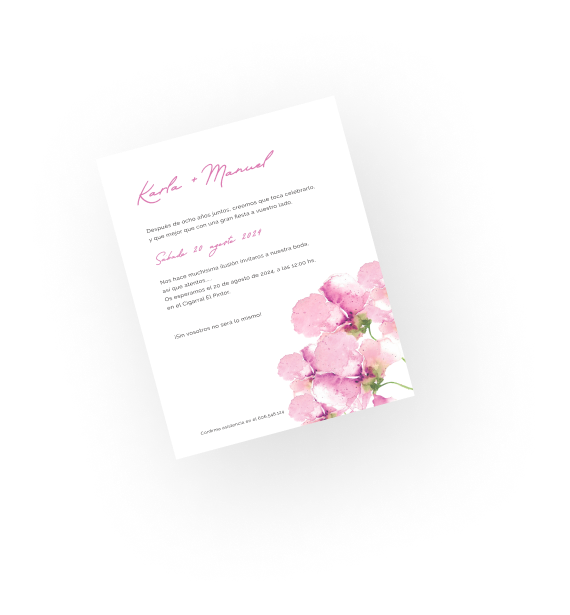 Karla + Manuel
Después de ocho años juntos, creemos que toca celebrarlo,
y que mejor que con una gran fiesta a vuestro lado.
Sábado 20 agosto 2024
Nos hace muchísima ilusión invitaros a nuestra boda,
así que atentos...
Os esperamos el 20 de agosto de 2024, a las 12:00 hs,
en el Cigarral El Pintor.
¡Sin vosotros no sera lo mismo!
Confirma asistencia en el